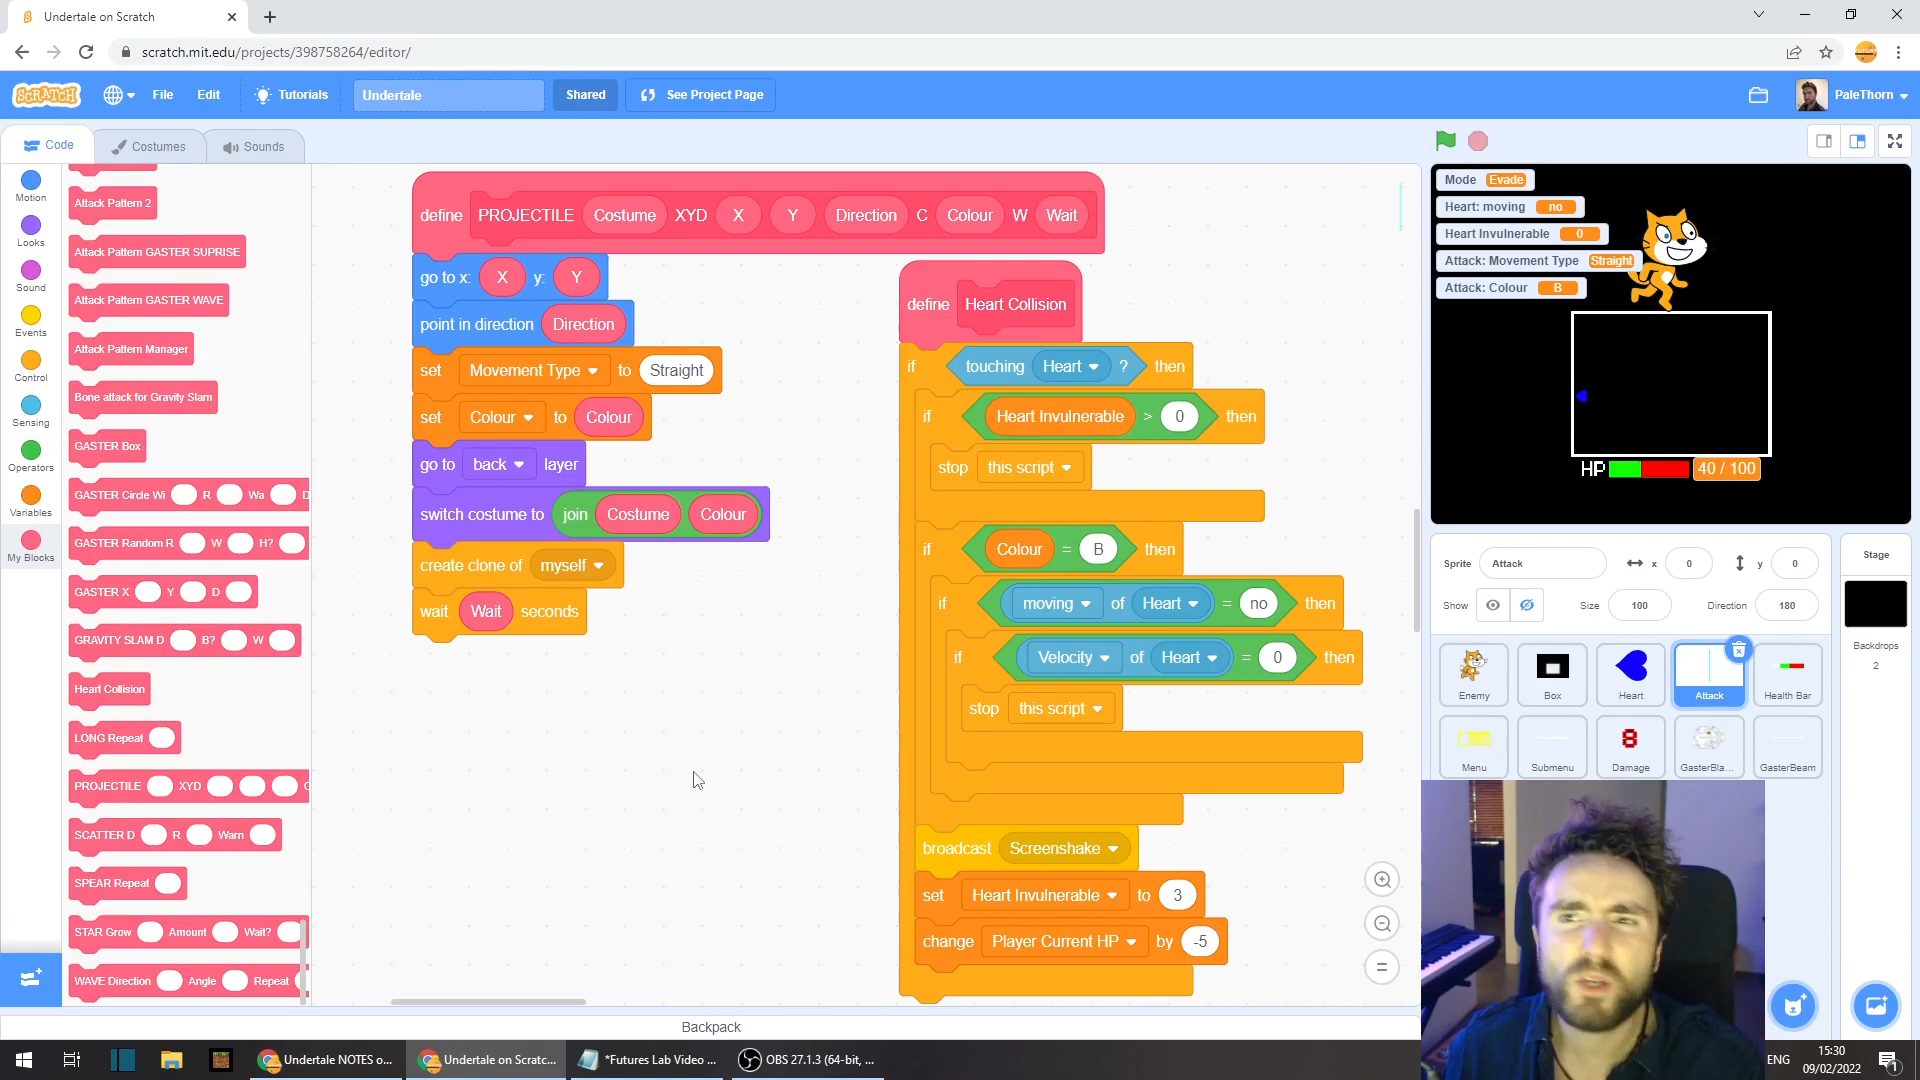 Undertale on Scratch
scratch.mit.edu/projects/398758264/editor/
SCRATCH
File
Edit
Tutorials
Undertale
Shared
See Project Page
PaleThorn
Code
Costumes
Sounds
Motion
Looks
Sound
Events
Control
Sensing
Operators
Variables
My Blocks
Attack Pattern 2
Attack Pattern GASTER SUPRISE
Attack Pattern GASTER WAVE
Attack Pattern Manager
Bone attack for Gravity Slam
GASTER Box
GASTER Circle Wi R Wa D
GASTER Random R W H?
GASTER X Y D
GRAVITY SLAM D B? W
Heart Collision
LONG Repeat
PROJECTILE XYD C
SCATTER D R Warn
SPEAR Repeat
STAR Grow Amount Wait?
WAVE Direction Angle Repeat
define PROJECTILE Costume XYD X Y Direction C Colour W Wait
go to x: X y: Y
point in direction Direction
set Movement Type to Straight
set Colour to Colour
go to back layer
switch costume to join Costume Colour
create clone of myself
wait Wait seconds
define Heart Collision
if touching Heart ? then
if Heart Invulnerable > 0 then
stop this script
if Colour = B then
if moving of Heart = no then
if Velocity of Heart = 0 then
stop this script
broadcast Screenshake
set Heart Invulnerable to 3
change Player Current HP by -5
Backpack
Mode Evade
Heart: moving no
Heart Invulnerable 0
Attack: Movement Type Straight
Attack: Colour B
HP 40 / 100
Sprite Attack x 0 y 0
Show Size 100 Direction 180
Stage
Backdrops
2
Enemy
Box
Heart
Attack
Health Bar
Menu
Submenu
Damage
GasterBla...
GasterBeam
8
Undertale NOTES o...
Undertale on Scratc...
*Futures Lab Video ...
OBS 27.1.3 (64-bit, ...
ENG
15:30
09/02/2022
1